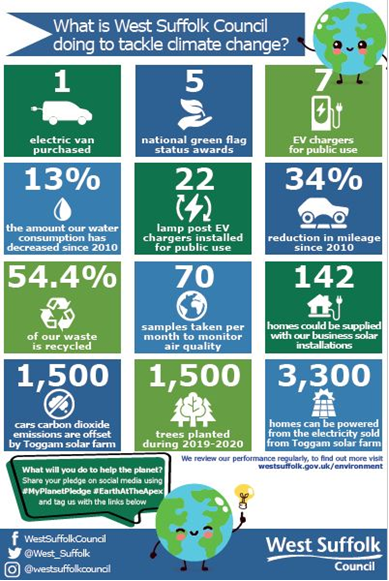 What is West Suffolk Council
doing to tackle climate change?
1
electric van
purchased
5
national green flag
status awards
7
EV chargers
for public use
13%
the amount our water
consumption has
decreased since 2010
22
lamp post EV
chargers installed
for public use
34%
reduction in mileage
since 2010
54.4%
of our waste
is recycled
70
samples taken per
month to monitor
air quality
142
homes could be supplied
with our business solar
installations
1,500
cars carbon dioxide
emissions are offset
by Toggam solar farm
1,500
trees planted
during 2019-2020
3,300
homes can be powered
from the electricity sold
from Toggam solar farm
We review our performance regularly, to find out more visit
westsuffolk.gov.uk/environment
What will you do to help the planet?
Share your pledge on social media using
#MyPlanetPledge #EarthAtTheApex
and tag us with the links below
WestSuffolkCouncil
@West_Suffolk
@westsuffolkcouncil
West Suffolk
Council